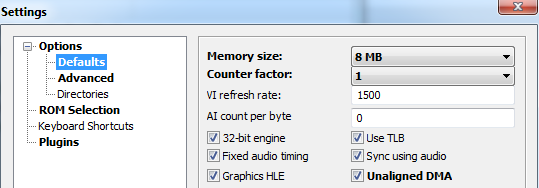 Settings
Options
Defaults
Advanced
Directories
ROM Selection
Keyboard Shortcuts
Plugins
Memory size: 8 MB
Counter factor: 1
VI refresh rate: 1500
AI count per byte 0
32-bit engine Use TLB
Fixed audio timing Sync using audio
Graphics HLE Unaligned DMA